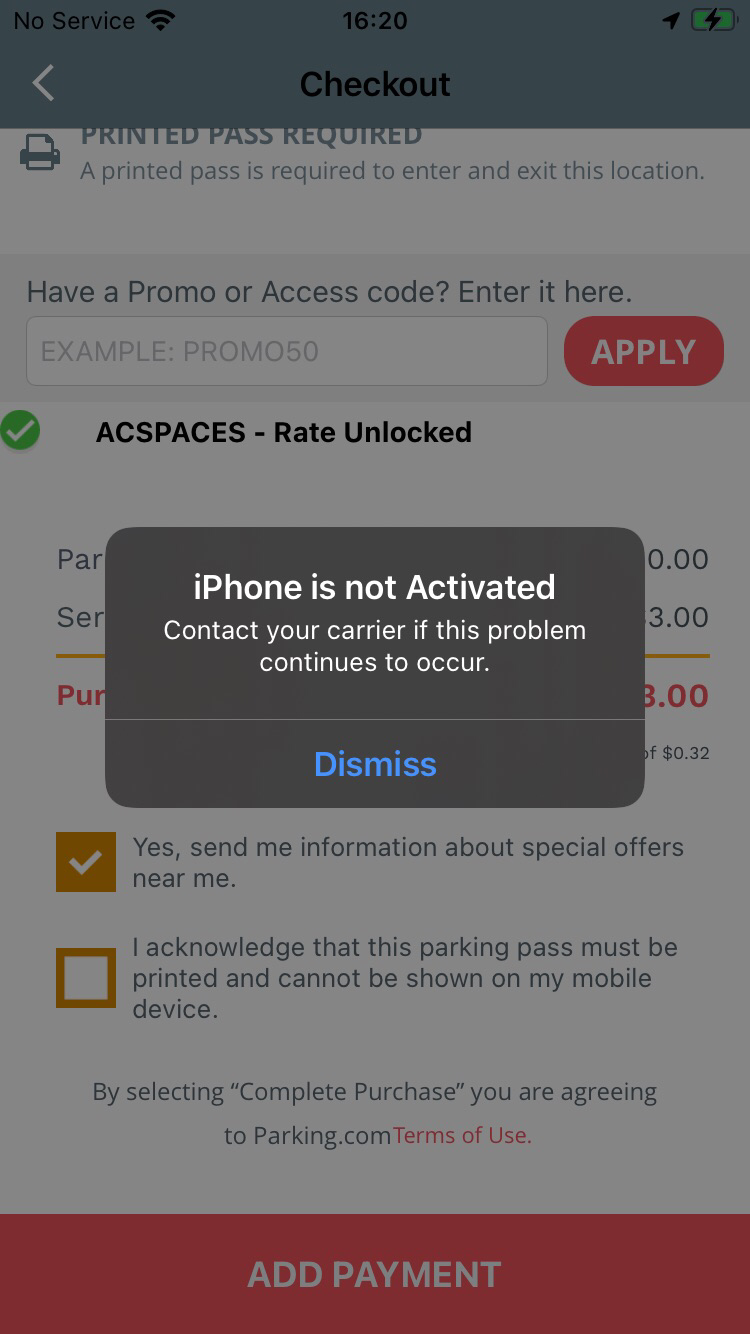 No Service
16:20
Checkout
PRINTED PASS REQUIRED
A printed pass is required to enter and exit this location.
Have a Promo or Access code? Enter it here.
EXAMPLE: PROMO50
APPLY
ACSPACES - Rate Unlocked
Par 0.00
iPhone is not Activated
Ser 3.00
Contact your carrier if this problem
continues to occur.
Pur 3.00
of $0.32
Dismiss
Yes, send me information about special offers
near me.
I acknowledge that this parking pass must be
printed and cannot be shown on my mobile
device.
By selecting “Complete Purchase” you are agreeing
to Parking.comTerms of Use.
ADD PAYMENT